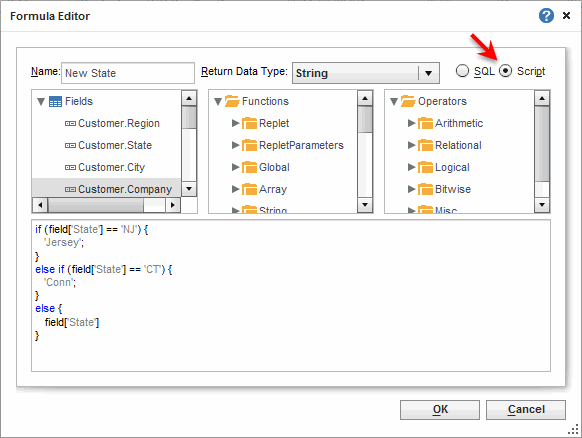 Formula Editor
?
Name: New State Return Data Type: String SQL Script
Fields
Customer.Region
Customer.State
Customer.City
Customer.Company
Functions
Replet
RepletParameters
Global
Array
String
Operators
Arithmetic
Relational
Logical
Bitwise
Misc
if (field['State'] == 'NJ') {
'Jersey';
}
else if (field['State'] == 'CT') {
'Conn';
}
else {
field['State']
}
OK Cancel